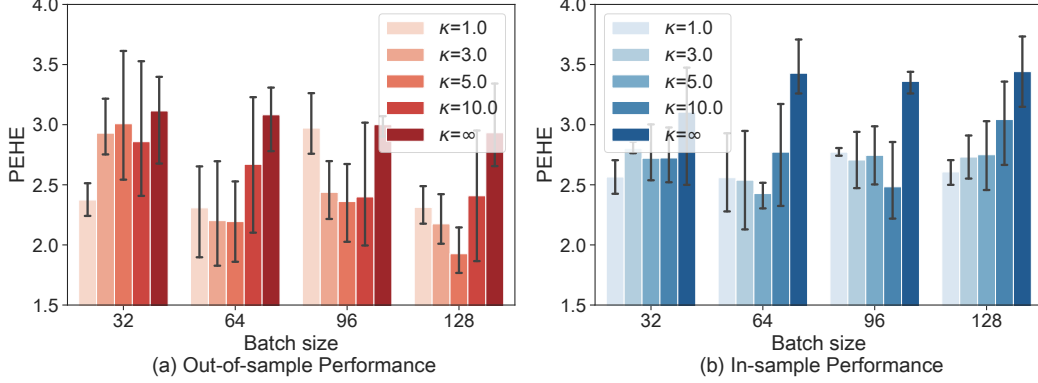 4.0
3.5
3.0
2.5
2.0
1.5
PEHE
κ=1.0
κ=3.0
κ=5.0
κ=10.0
κ=∞
32
64
96
128
Batch size
(a) Out-of-sample Performance
4.0
3.5
3.0
2.5
2.0
1.5
PEHE
κ=1.0
κ=3.0
κ=5.0
κ=10.0
κ=∞
32
64
96
128
Batch size
(b) In-sample Performance